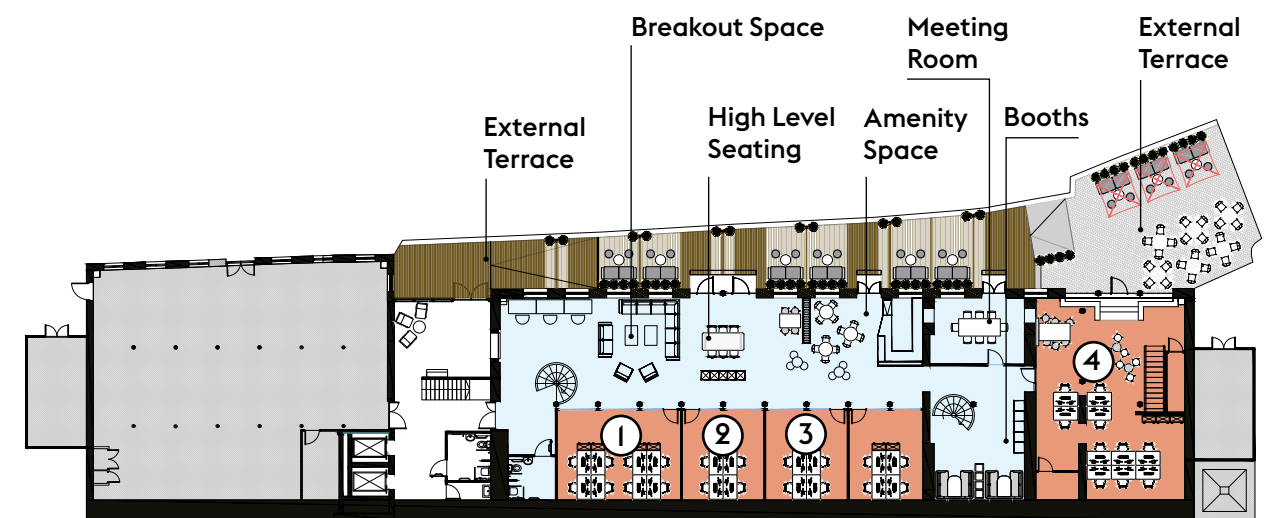 Breakout Space
Meeting
Room
External
Terrace
External
Terrace
High Level
Seating
Amenity
Space
Booths
1
2
3
4